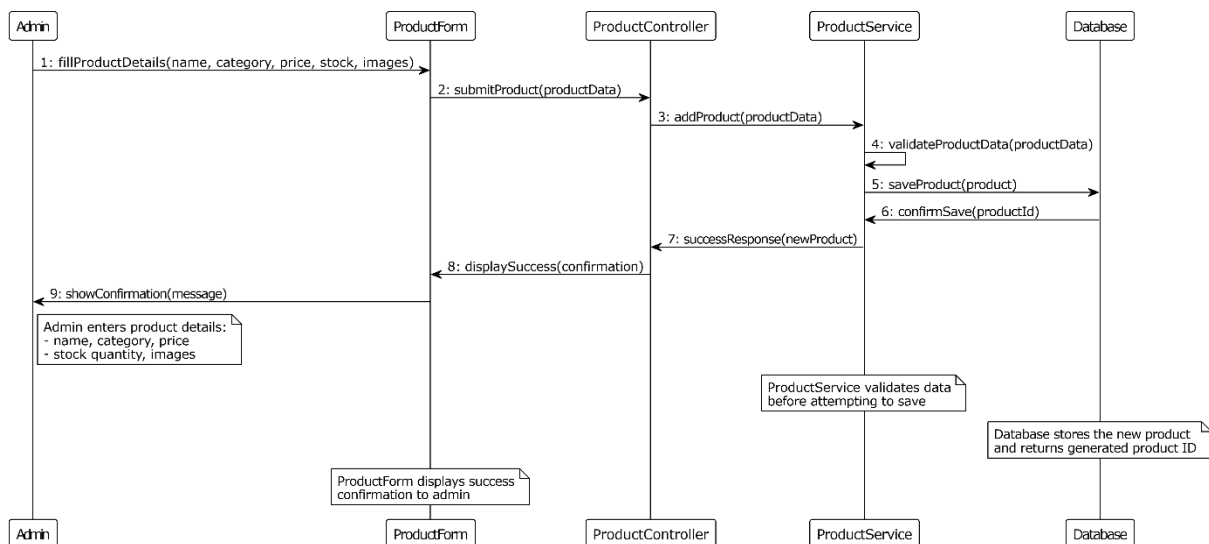 Admin ProductForm ProductController ProductService Database
1: fillProductDetails(name, category, price, stock, images)
2: submitProduct(productData)
3: addProduct(productData)
4: validateProductData(productData)
5: saveProduct(product)
6: confirmSave(productId)
7: successResponse(newProduct)
8: displaySuccess(confirmation)
9: showConfirmation(message)
Admin enters product details:
- name, category, price
- stock quantity, images
ProductService validates data
before attempting to save
Database stores the new product
and returns generated product ID
ProductForm displays success
confirmation to admin
Admin ProductForm ProductController ProductService Database